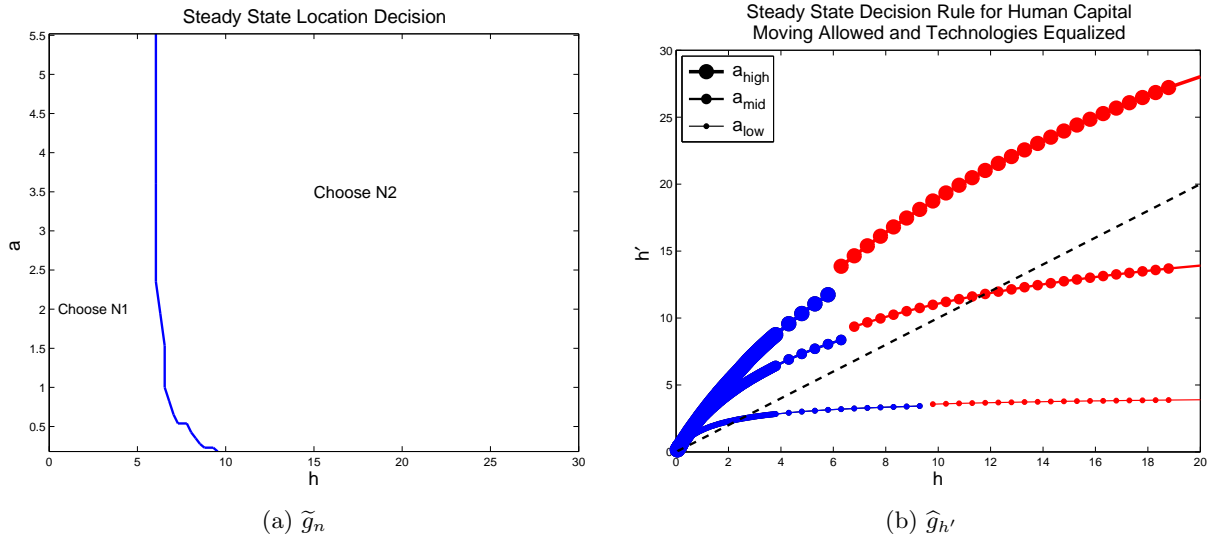 Steady State Location Decision
5.5
5
4.5
4
3.5
3
2.5
2
1.5
1
0.5
a
Choose N2
Choose N1
0 5 10 15 20 25 30
h
(a) g̃n
Steady State Decision Rule for Human Capital
Moving Allowed and Technologies Equalized
30
25
20
15
10
5
0
h′
ahigh
amid
alow
0 2 4 6 8 10 12 14 16 18 20
h
(b) ĝh′